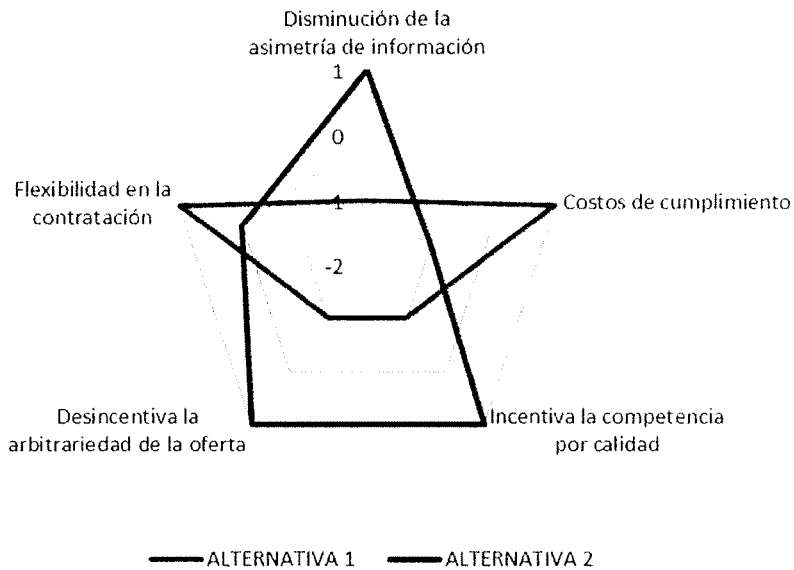 Disminución de la
asimetría de información
1
0
-1
-2
Flexibilidad en la
contratación
Costos de cumplimiento
Desincentiva la
arbitrariedad de la oferta
Incentiva la competencia
por calidad
ALTERNATIVA 1 ALTERNATIVA 2